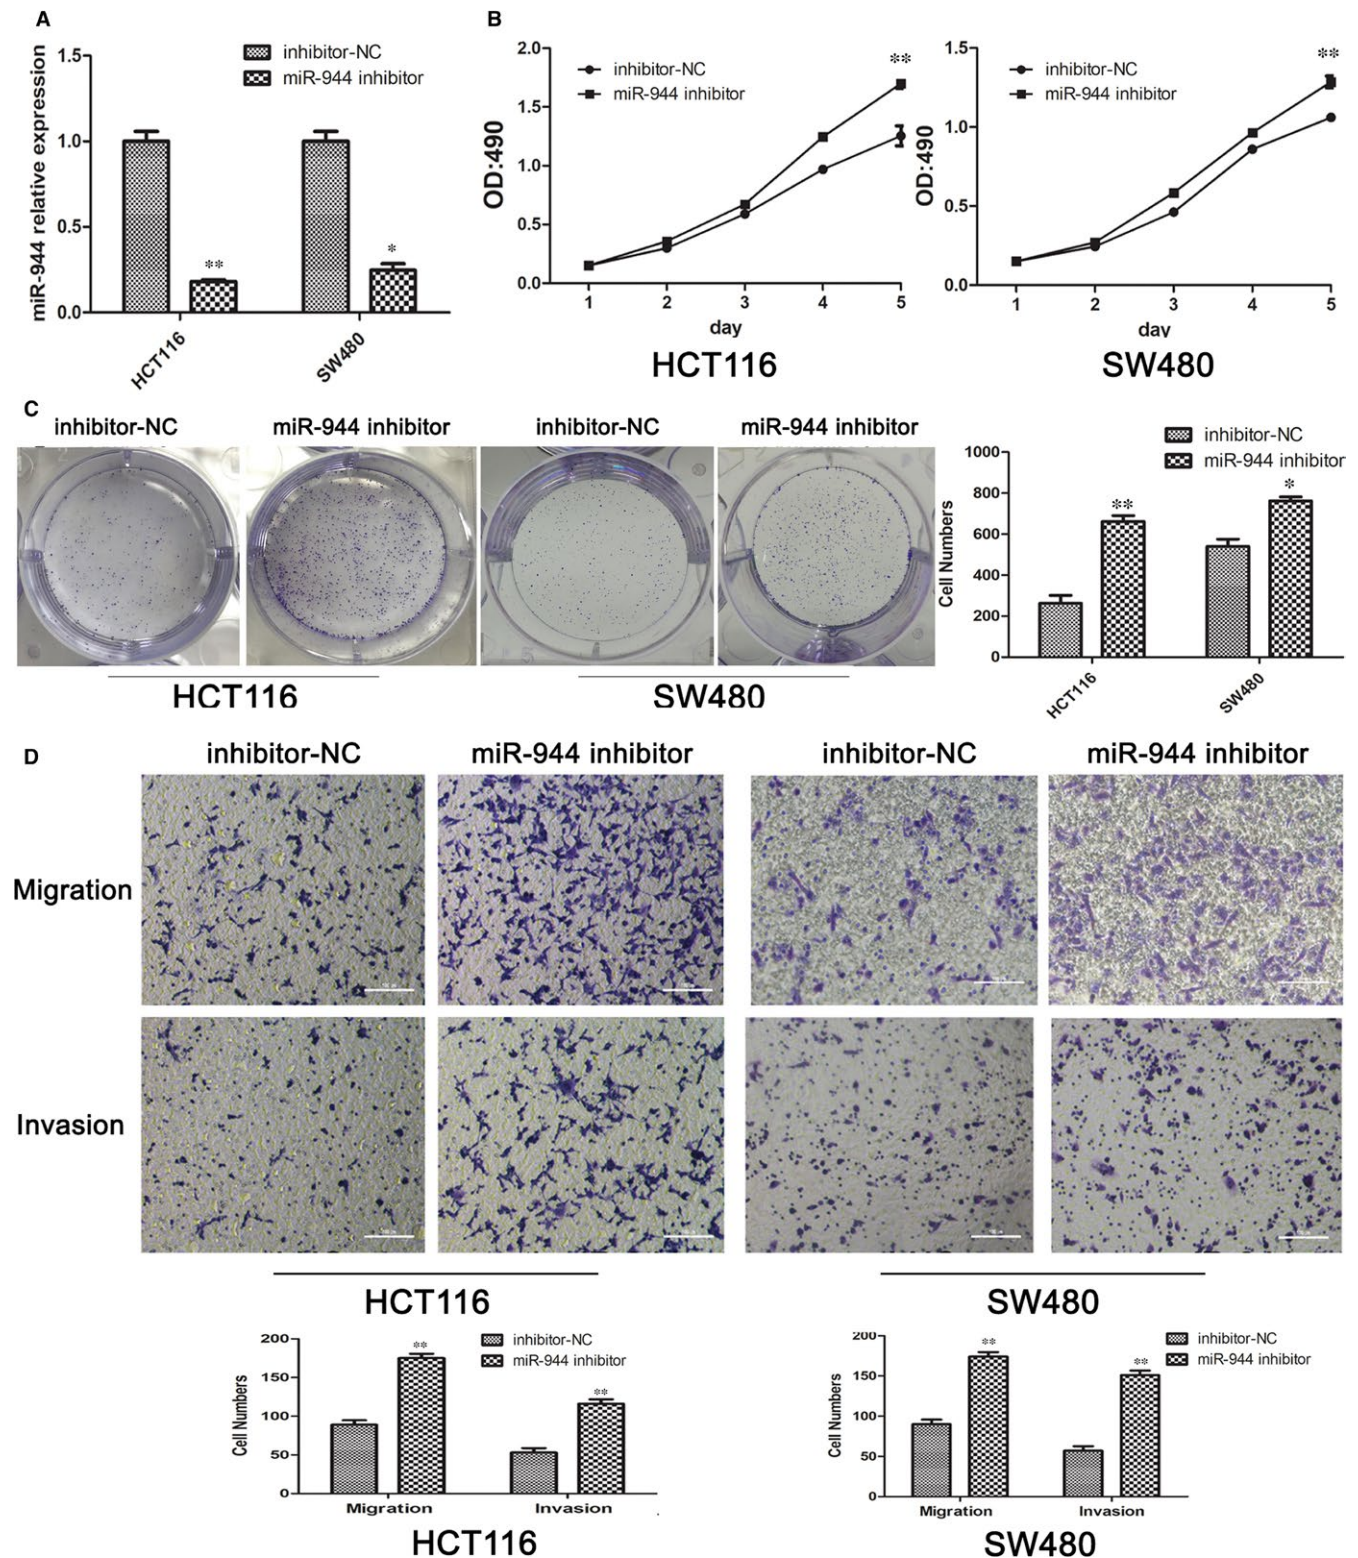 A
miR-944 relative expression
1.5
1.0
0.5
0.0
inhibitor-NC
miR-944 inhibitor
**
*
HCT116
SW480
B
OD:490
2.0
1.5
1.0
0.5
0.0
inhibitor-NC
miR-944 inhibitor
**
1 2 3 4 5
day
HCT116
OD:490
1.5
1.0
0.5
0.0
inhibitor-NC
miR-944 inhibitor
**
1 2 3 4 5
day
SW480
C
inhibitor-NC
miR-944 inhibitor
inhibitor-NC
miR-944 inhibitor
HCT116
SW480
Cell Numbers
1000
800
600
400
200
0
inhibitor-NC
miR-944 inhibitor
**
*
HCT116
SW480
D
inhibitor-NC
miR-944 inhibitor
inhibitor-NC
miR-944 inhibitor
Migration
Invasion
HCT116
SW480
Cell Numbers
200
150
100
50
0
inhibitor-NC
miR-944 inhibitor
**
**
Migration
Invasion
HCT116
Cell Numbers
200
150
100
50
0
inhibitor-NC
miR-944 inhibitor
**
**
Migration
Invasion
SW480